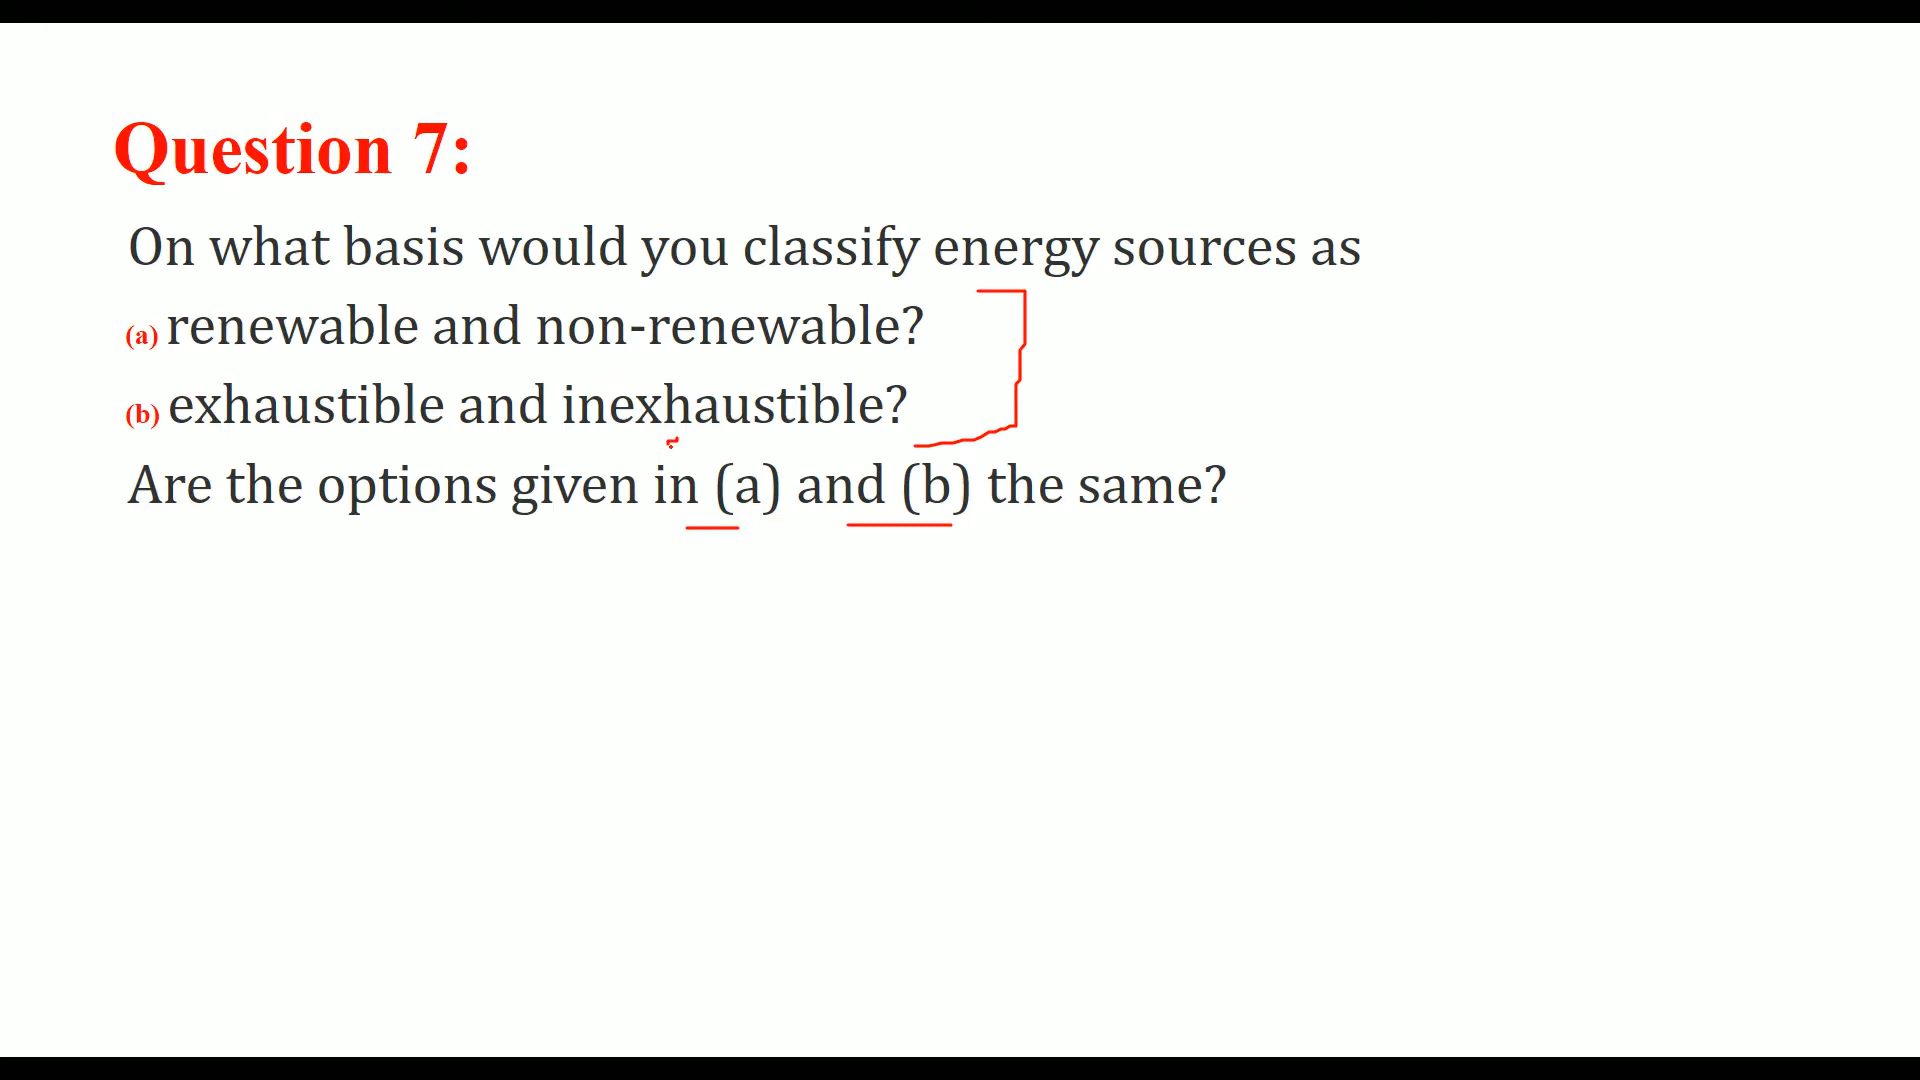 Question 7:
On what basis would you classify energy sources as
(a) renewable and non-renewable?
(b) exhaustible and inexhaustible?
Are the options given in (a) and (b) the same?